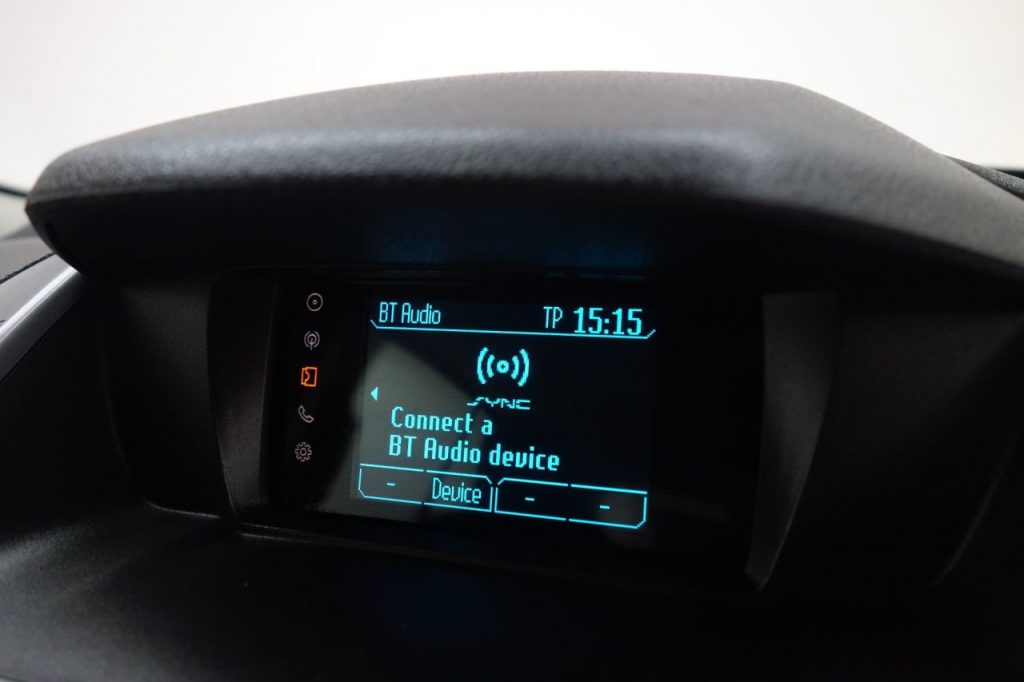 BT Audio TP 15:15
SYNC
Connect a
BT Audio device
- Device - -